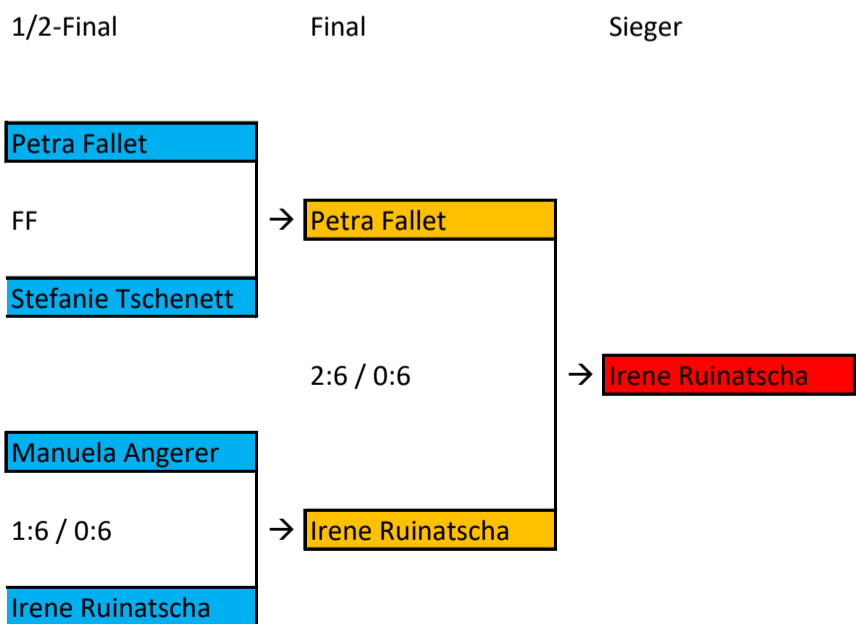 1/2-Final Final Sieger
Petra Fallet
FF → Petra Fallet
Stefanie Tschenett
2:6 / 0:6 → Irene Ruinatscha
Manuela Angerer
1:6 / 0:6 → Irene Ruinatscha
Irene Ruinatscha